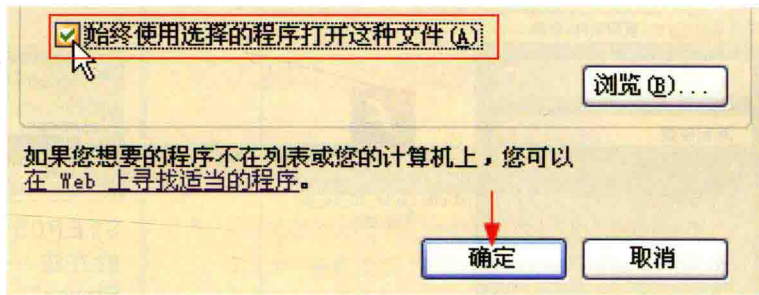 始终使用选择的程序打开这种文件(A)
浏览(B)...
如果您想要的程序不在列表或您的计算机上，您可以
在 Web 上寻找适当的程序。
确定
取消